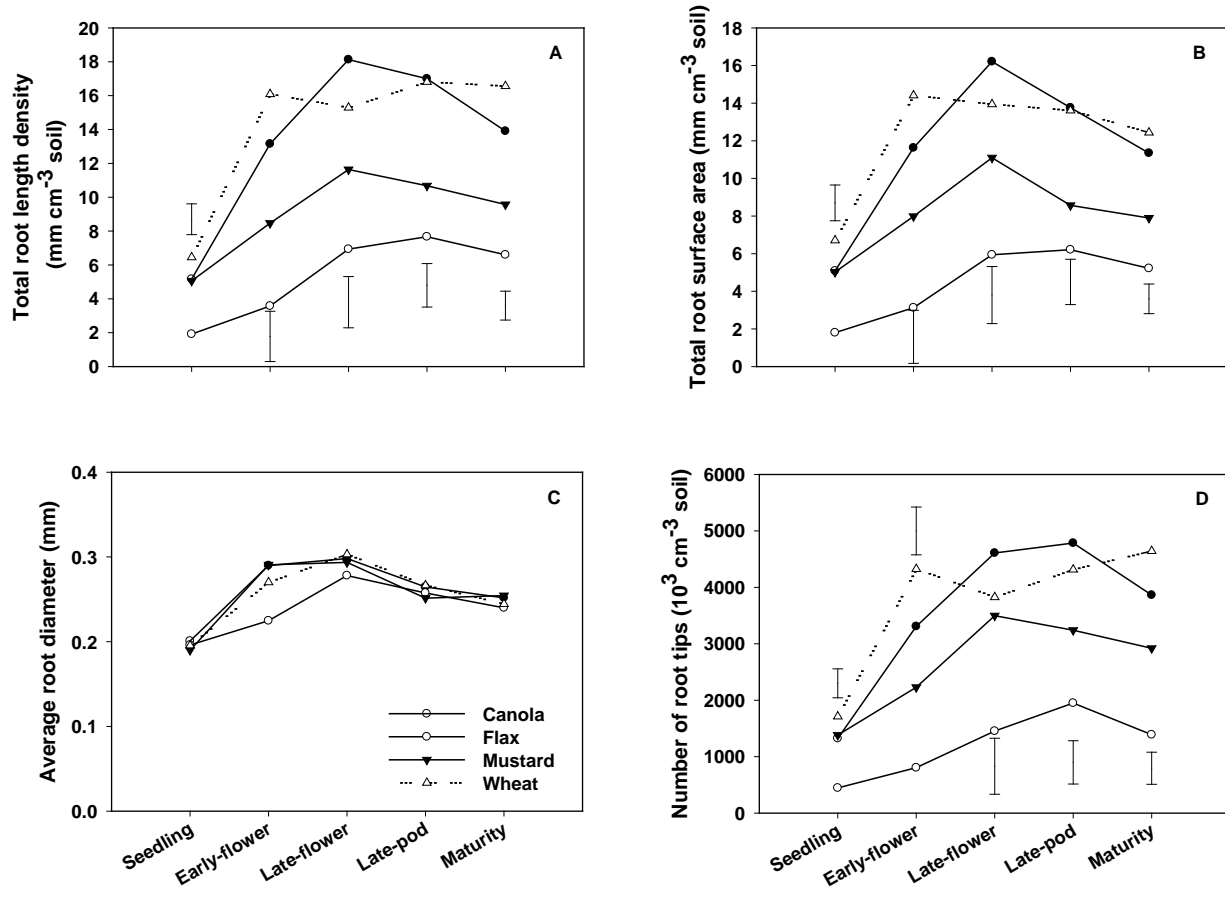 A
Total root length density
(mm cm⁻³ soil)
20
18
16
14
12
10
8
6
4
2
0
B
Total root surface area (mm cm⁻³ soil)
18
16
14
12
10
8
6
4
2
0
C
Average root diameter (mm)
0.4
0.3
0.2
0.1
0.0
Canola
Flax
Mustard
Wheat
Seedling
Early-flower
Late-flower
Late-pod
Maturity
D
Number of root tips (10³ cm⁻³ soil)
6000
5000
4000
3000
2000
1000
0
Seedling
Early-flower
Late-flower
Late-pod
Maturity